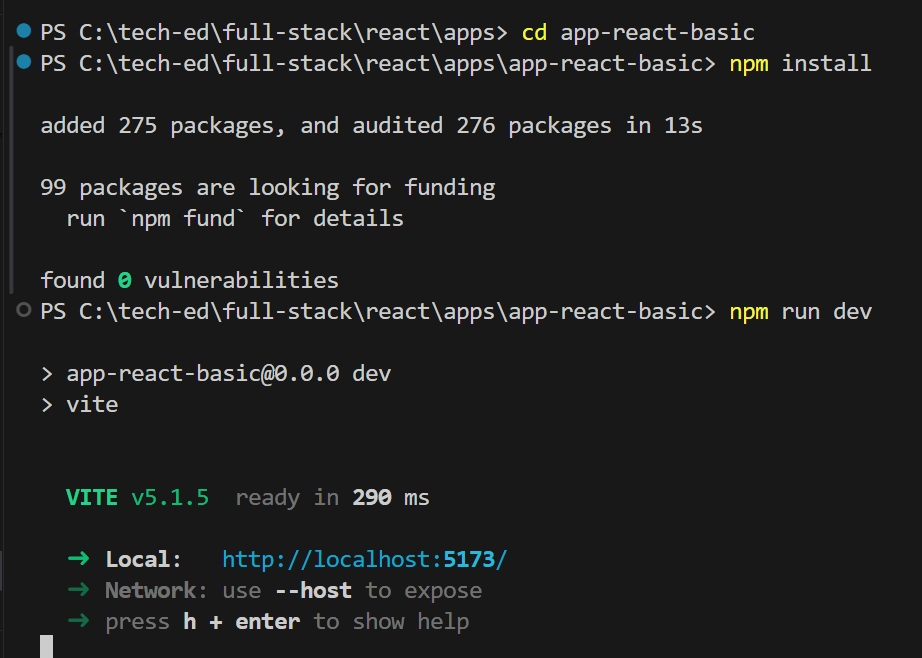 PS C:\tech-ed\full-stack\react\apps> cd app-react-basic
PS C:\tech-ed\full-stack\react\apps\app-react-basic> npm install
added 275 packages, and audited 276 packages in 13s
99 packages are looking for funding
  run `npm fund` for details
found 0 vulnerabilities
PS C:\tech-ed\full-stack\react\apps\app-react-basic> npm run dev
> app-react-basic@0.0.0 dev
> vite
  VITE v5.1.5  ready in 290 ms
  ➜ Local:   http://localhost:5173/
  ➜ Network: use --host to expose
  ➜ press h + enter to show help